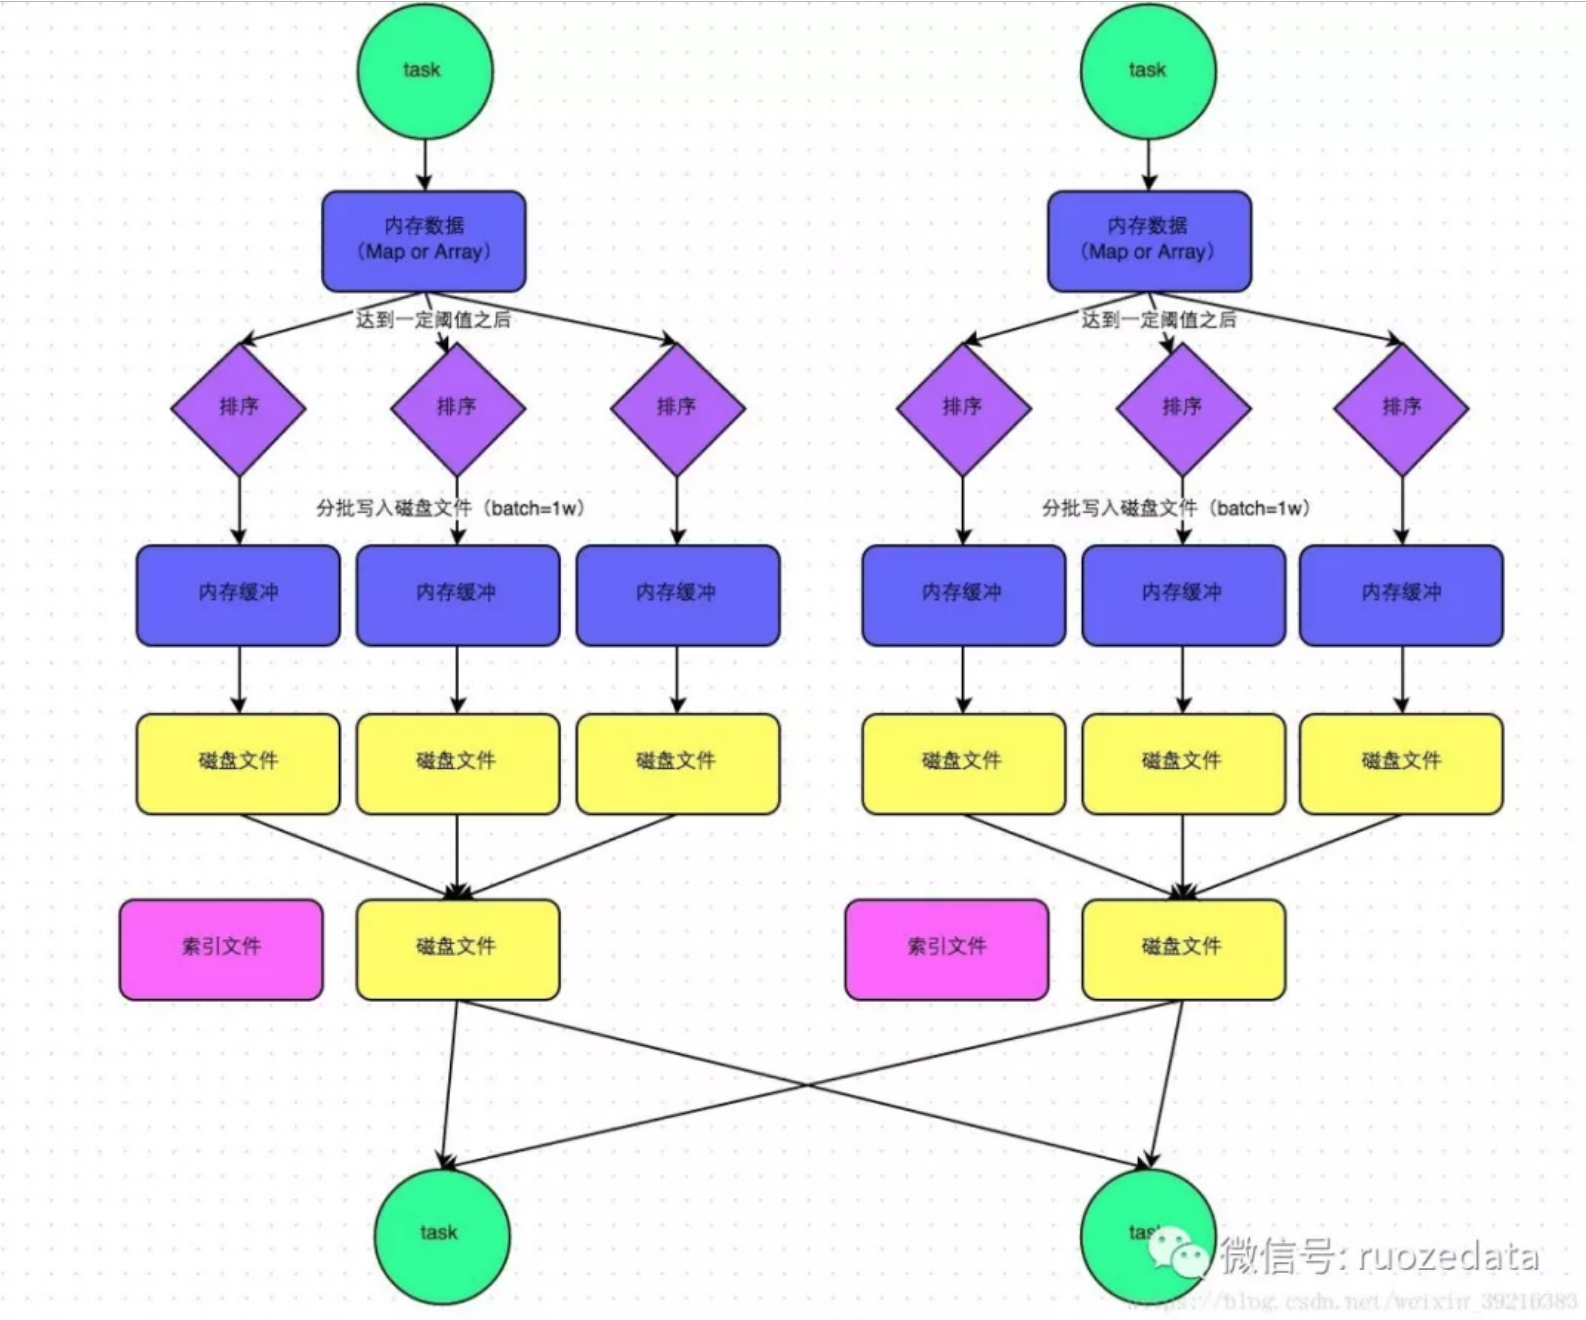 task
task
内存数据
（Map or Array）
内存数据
（Map or Array）
达到一定阈值之后
达到一定阈值之后
排序
排序
排序
排序
排序
排序
分批写入磁盘文件（batch=1w）
分批写入磁盘文件（batch=1w）
内存缓冲
内存缓冲
内存缓冲
内存缓冲
内存缓冲
内存缓冲
磁盘文件
磁盘文件
磁盘文件
磁盘文件
磁盘文件
磁盘文件
索引文件
磁盘文件
索引文件
磁盘文件
task
task
微信号: ruozedata
https://blog.csdn.net/weixin_39216383